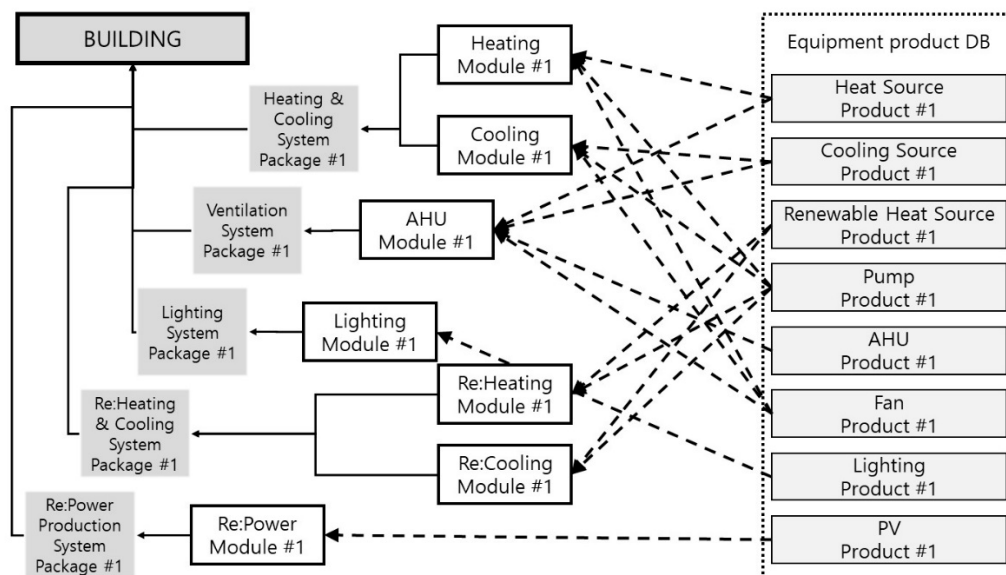 BUILDING
Heating &
Cooling
System
Package #1
Ventilation
System
Package #1
Lighting
System
Package #1
Re:Heating
& Cooling
System
Package #1
Re:Power
Production
System
Package #1
Heating
Module #1
Cooling
Module #1
AHU
Module #1
Lighting
Module #1
Re:Heating
Module #1
Re:Cooling
Module #1
Re:Power
Module #1
Equipment product DB
Heat Source
Product #1
Cooling Source
Product #1
Renewable Heat Source
Product #1
Pump
Product #1
AHU
Product #1
Fan
Product #1
Lighting
Product #1
PV
Product #1